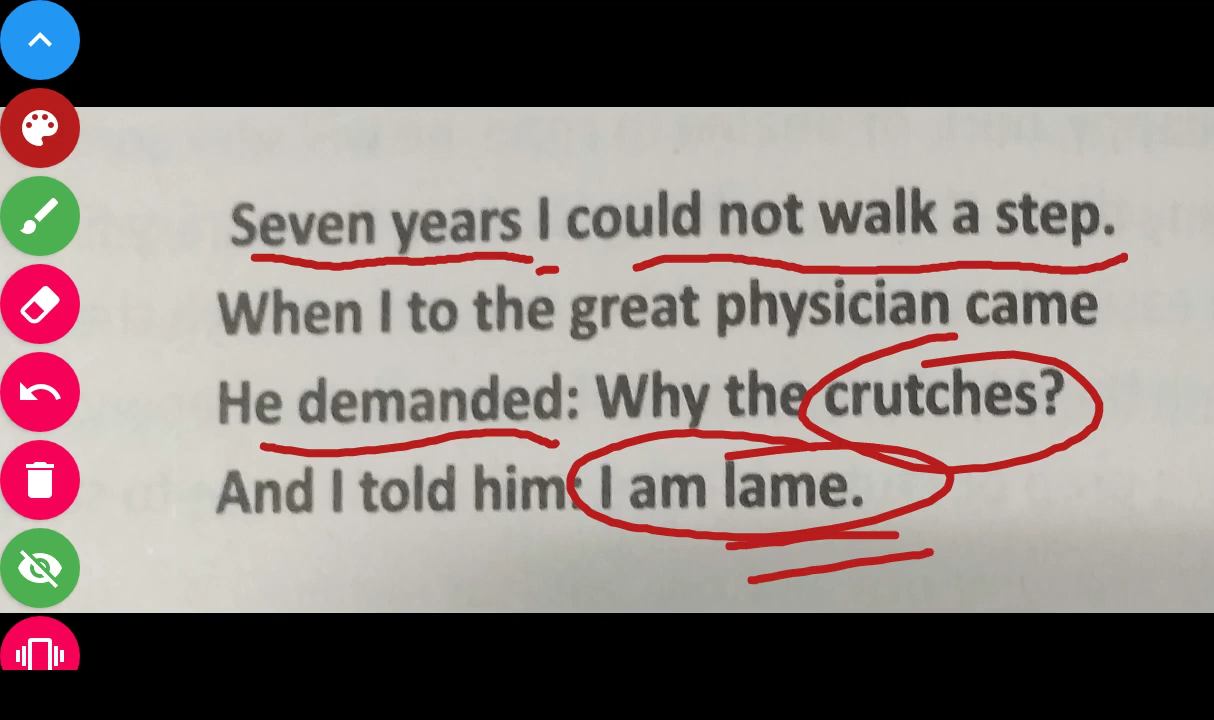 Seven years I could not walk a step.
When I to the great physician came
He demanded: Why the crutches?
And I told him: I am lame.